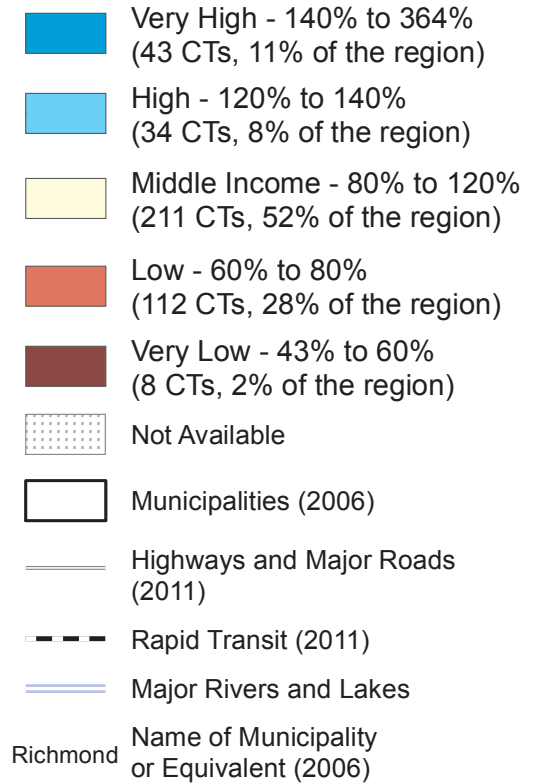 Very High - 140% to 364%
(43 CTs, 11% of the region)
High - 120% to 140%
(34 CTs, 8% of the region)
Middle Income - 80% to 120%
(211 CTs, 52% of the region)
Low - 60% to 80%
(112 CTs, 28% of the region)
Very Low - 43% to 60%
(8 CTs, 2% of the region)
Not Available
Municipalities (2006)
Highways and Major Roads
(2011)
Rapid Transit (2011)
Major Rivers and Lakes
Richmond Name of Municipality
or Equivalent (2006)